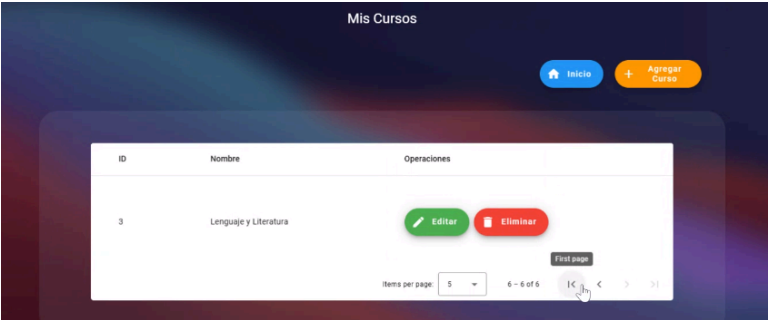 Mis Cursos
Inicio
Agregar
Curso
ID Nombre Operaciones
3 Lenguaje y Literatura Editar Eliminar
First page
Items per page: 5 6 – 6 of 6